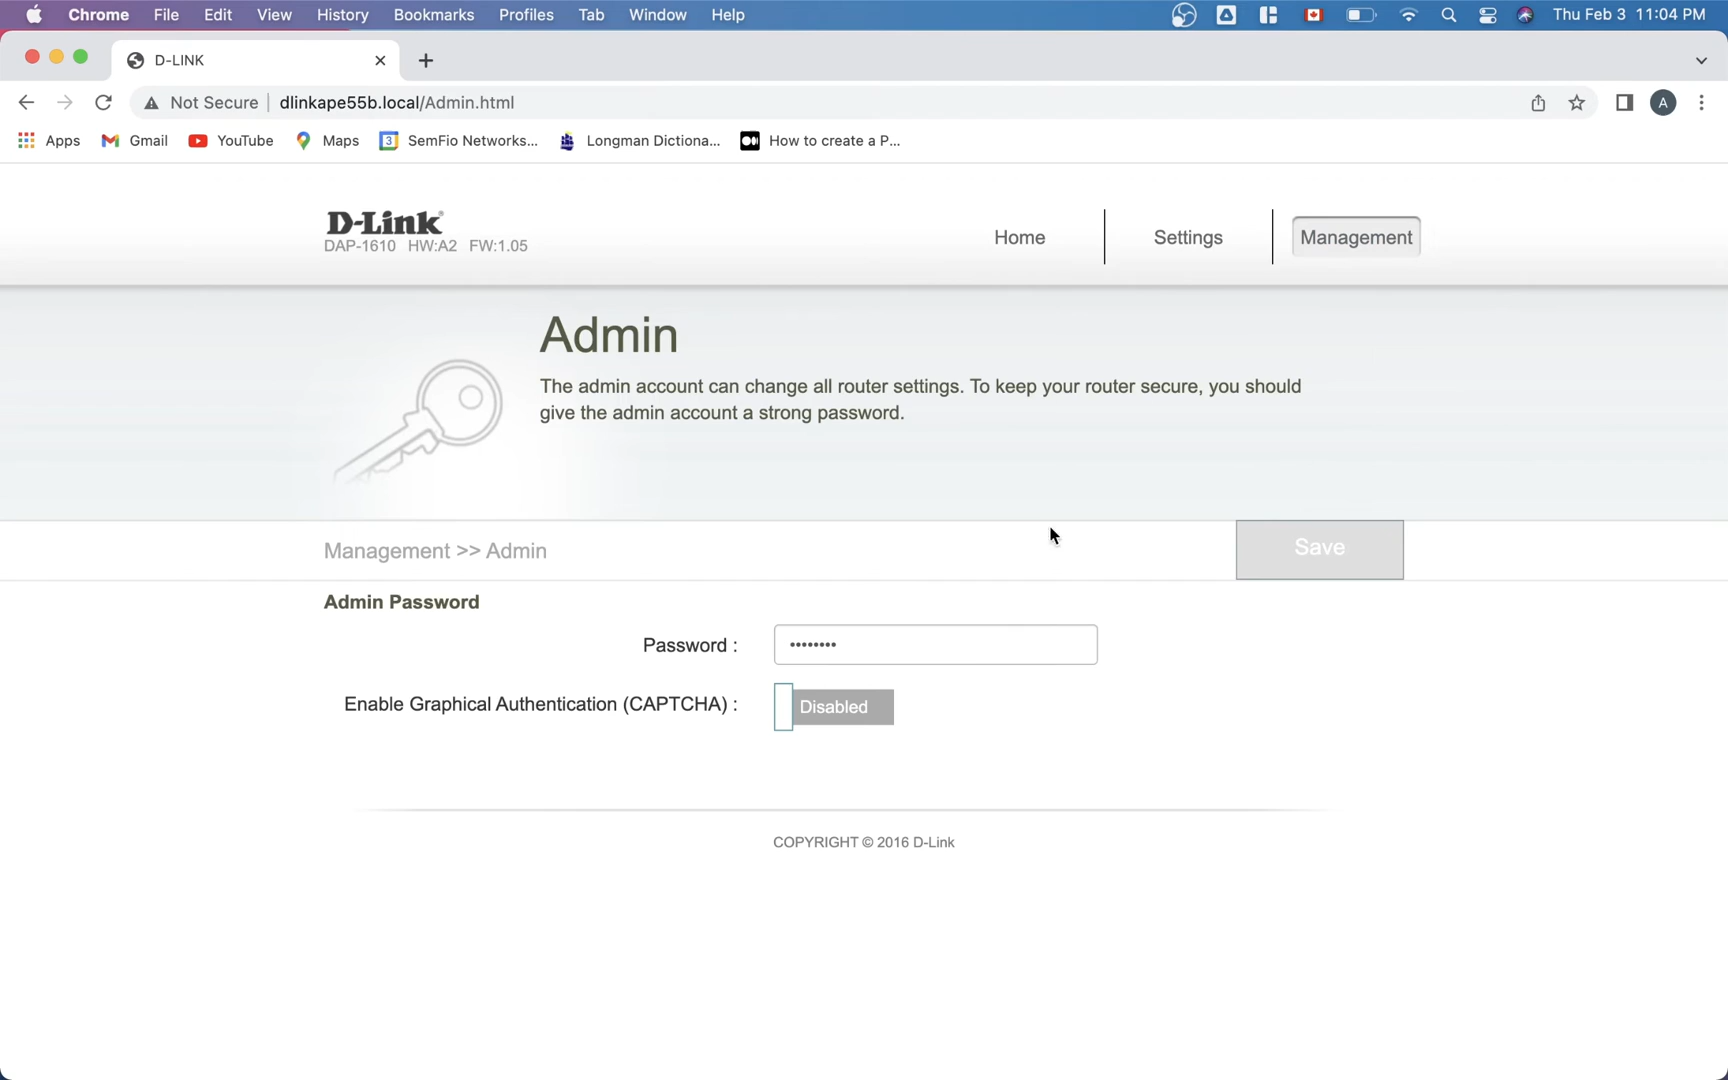 Chrome File Edit View History Bookmarks Profiles Tab Window Help Thu Feb 3 11:04 PM
D-LINK
Not Secure dlinkape55b.local/Admin.html A
Apps Gmail YouTube Maps 3 SemFio Networks... Longman Dictiona... How to create a P...
D-Link®
DAP-1610 HW:A2 FW:1.05
Home Settings Management
Admin
The admin account can change all router settings. To keep your router secure, you should
give the admin account a strong password.
Management >> Admin Save
Admin Password
Password : ••••••••
Enable Graphical Authentication (CAPTCHA) : Disabled
COPYRIGHT © 2016 D-Link